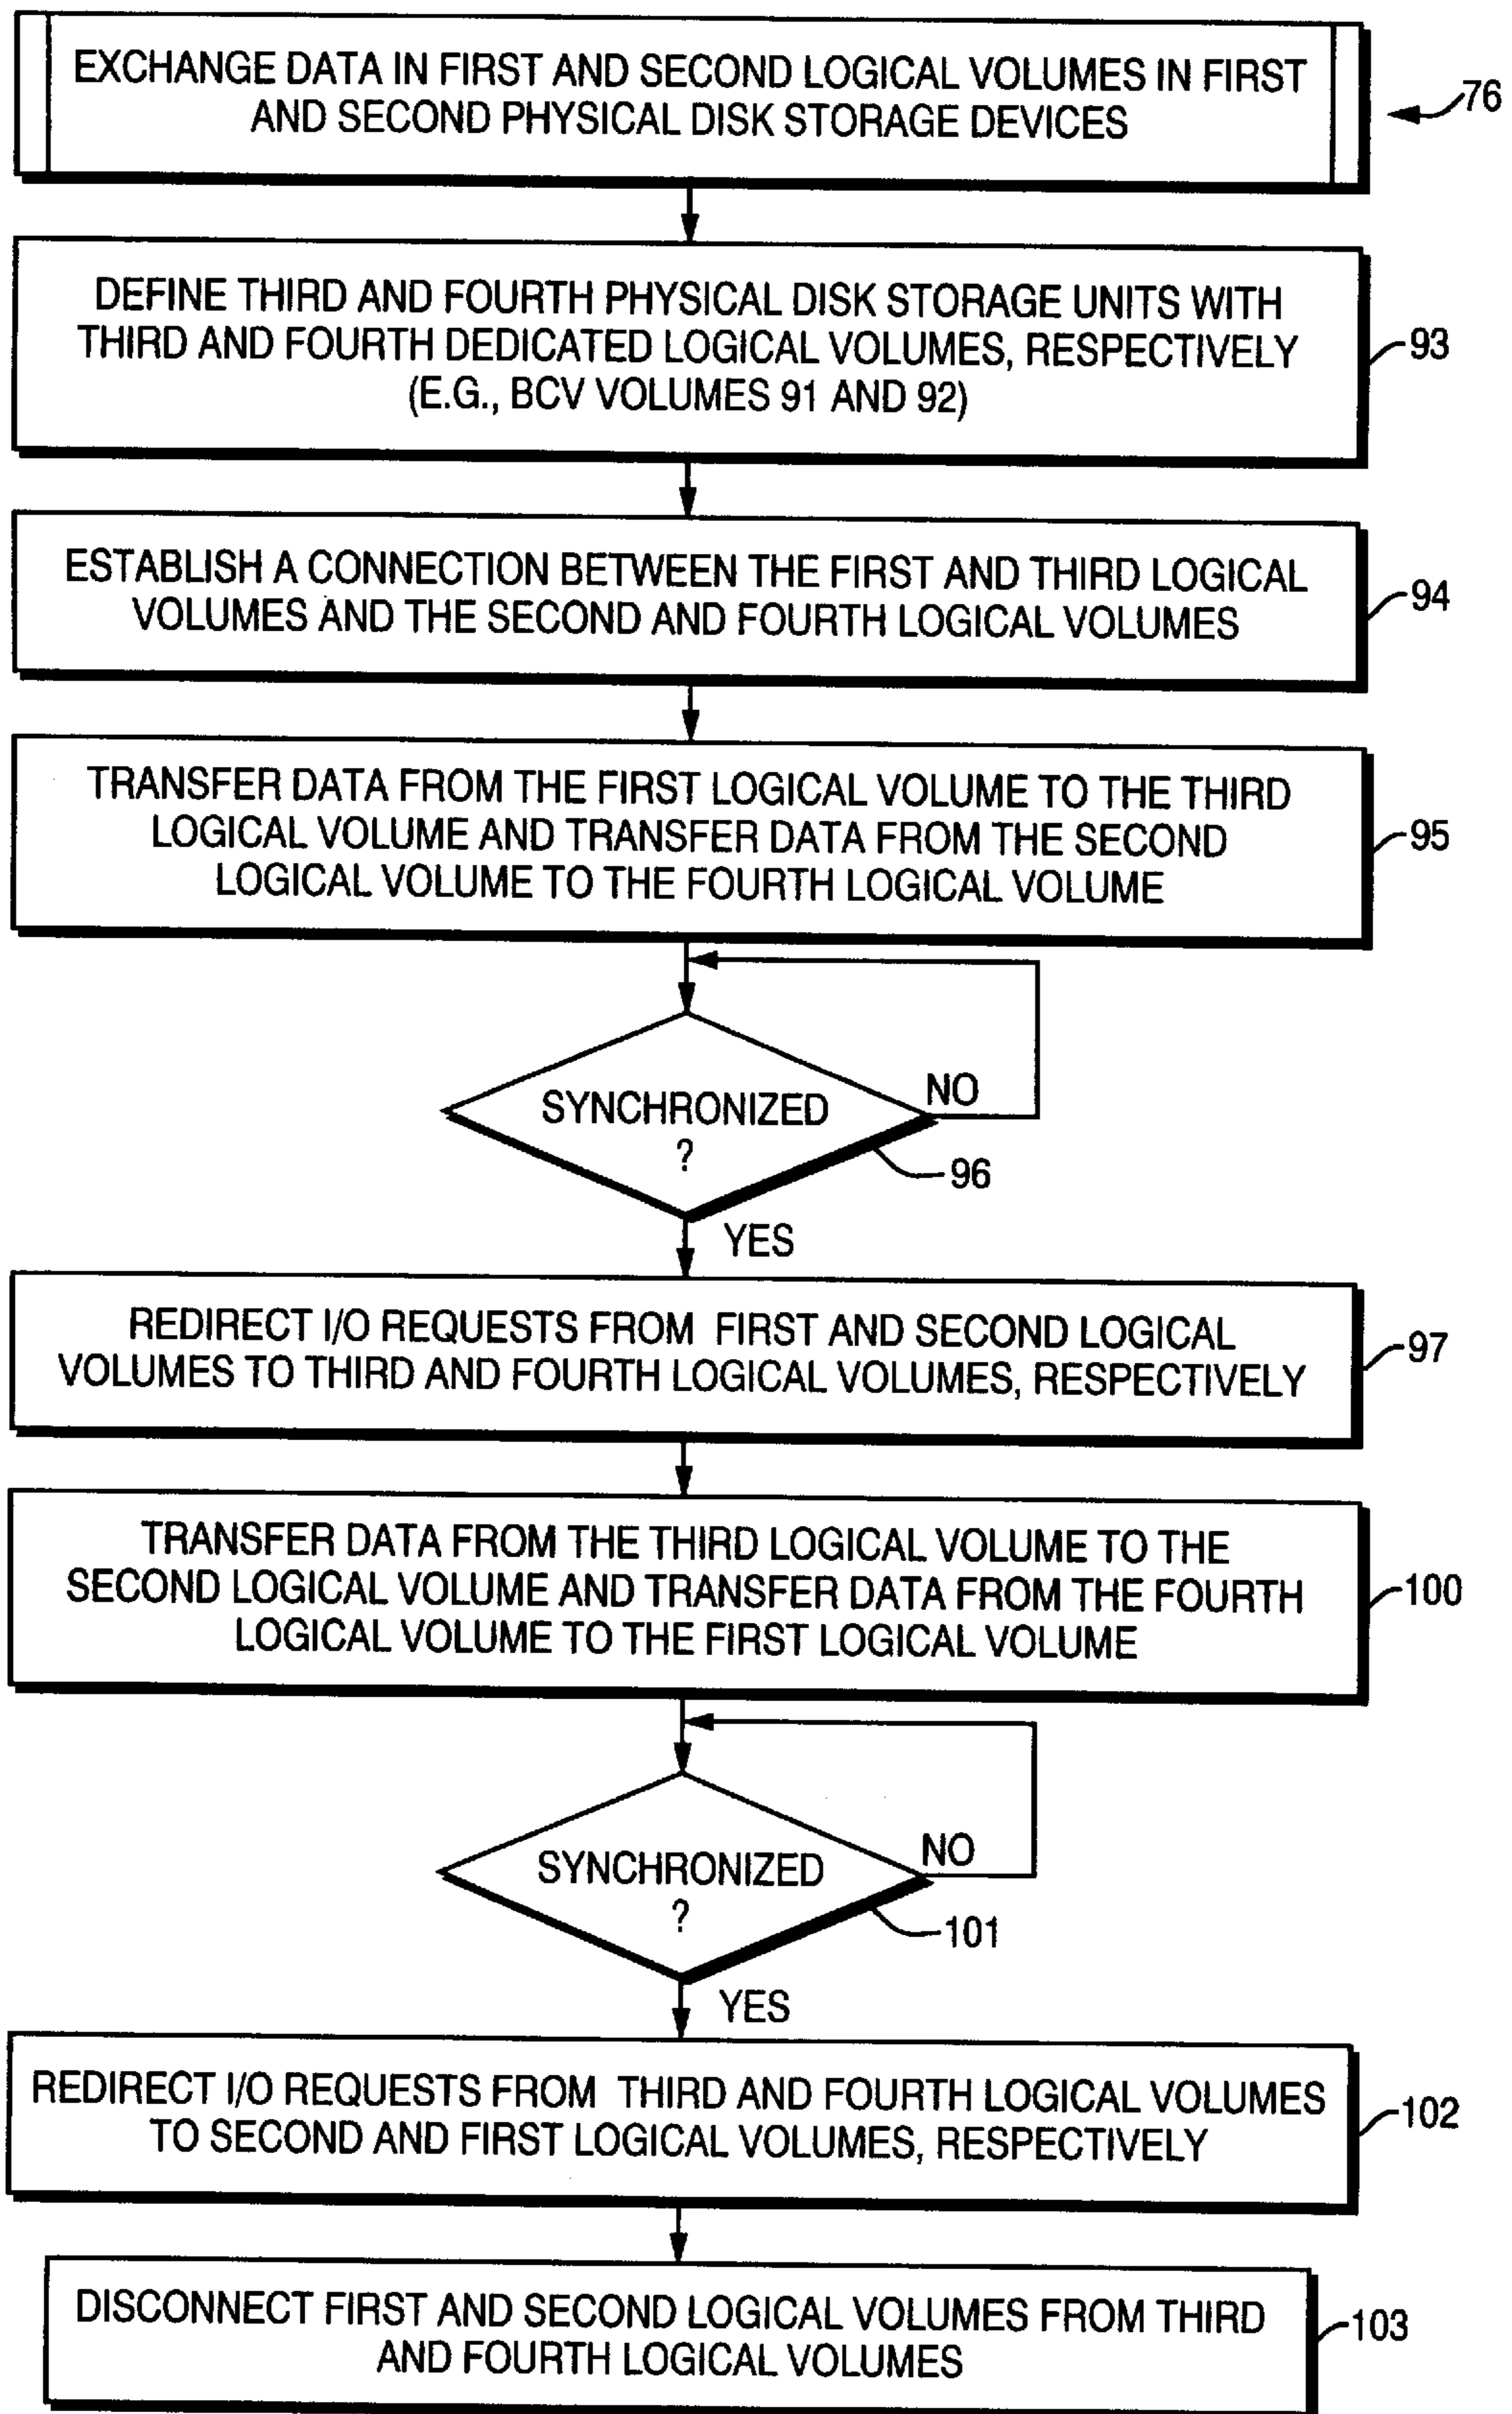 EXCHANGE DATA IN FIRST AND SECOND LOGICAL VOLUMES IN FIRST
AND SECOND PHYSICAL DISK STORAGE DEVICES
76
DEFINE THIRD AND FOURTH PHYSICAL DISK STORAGE UNITS WITH
THIRD AND FOURTH DEDICATED LOGICAL VOLUMES, RESPECTIVELY
(E.G., BCV VOLUMES 91 AND 92)
93
ESTABLISH A CONNECTION BETWEEN THE FIRST AND THIRD LOGICAL
VOLUMES AND THE SECOND AND FOURTH LOGICAL VOLUMES
94
TRANSFER DATA FROM THE FIRST LOGICAL VOLUME TO THE THIRD
LOGICAL VOLUME AND TRANSFER DATA FROM THE SECOND
LOGICAL VOLUME TO THE FOURTH LOGICAL VOLUME
95
NO
SYNCHRONIZED
?
96
YES
REDIRECT I/O REQUESTS FROM FIRST AND SECOND LOGICAL
VOLUMES TO THIRD AND FOURTH LOGICAL VOLUMES, RESPECTIVELY
97
TRANSFER DATA FROM THE THIRD LOGICAL VOLUME TO THE
SECOND LOGICAL VOLUME AND TRANSFER DATA FROM THE FOURTH
LOGICAL VOLUME TO THE FIRST LOGICAL VOLUME
100
NO
SYNCHRONIZED
?
101
YES
REDIRECT I/O REQUESTS FROM THIRD AND FOURTH LOGICAL VOLUMES
TO SECOND AND FIRST LOGICAL VOLUMES, RESPECTIVELY
102
DISCONNECT FIRST AND SECOND LOGICAL VOLUMES FROM THIRD
AND FOURTH LOGICAL VOLUMES
103